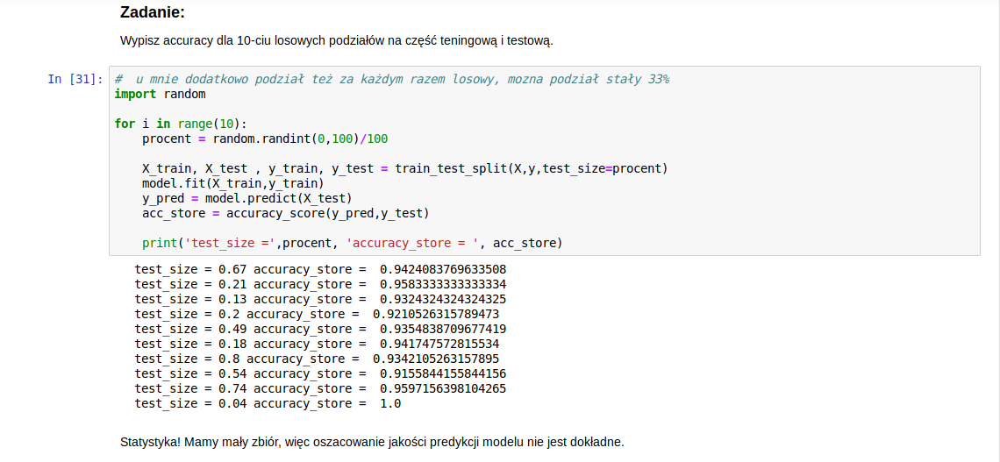 Zadanie:
Wypisz accuracy dla 10-ciu losowych podziałów na część teningową i testową.
In [31]: #  u mnie dodatkowo podział też za każdym razem losowy, mozna podział stały 33%
import random
for i in range(10):
    procent = random.randint(0,100)/100
    X_train, X_test , y_train, y_test = train_test_split(X,y,test_size=procent)
    model.fit(X_train,y_train)
    y_pred = model.predict(X_test)
    acc_store = accuracy_score(y_pred,y_test)
    print('test_size =',procent, 'accuracy_store = ', acc_store)
test_size = 0.67 accuracy_store =  0.9424083769633508
test_size = 0.21 accuracy_store =  0.9583333333333334
test_size = 0.13 accuracy_store =  0.9324324324324325
test_size = 0.2 accuracy_store =  0.9210526315789473
test_size = 0.49 accuracy_store =  0.9354838709677419
test_size = 0.18 accuracy_store =  0.941747572815534
test_size = 0.8 accuracy_store =  0.9342105263157895
test_size = 0.54 accuracy_store =  0.9155844155844156
test_size = 0.74 accuracy_store =  0.9597156398104265
test_size = 0.04 accuracy_store =  1.0
Statystyka! Mamy mały zbiór, więc oszacowanie jakości predykcji modelu nie jest dokładne.